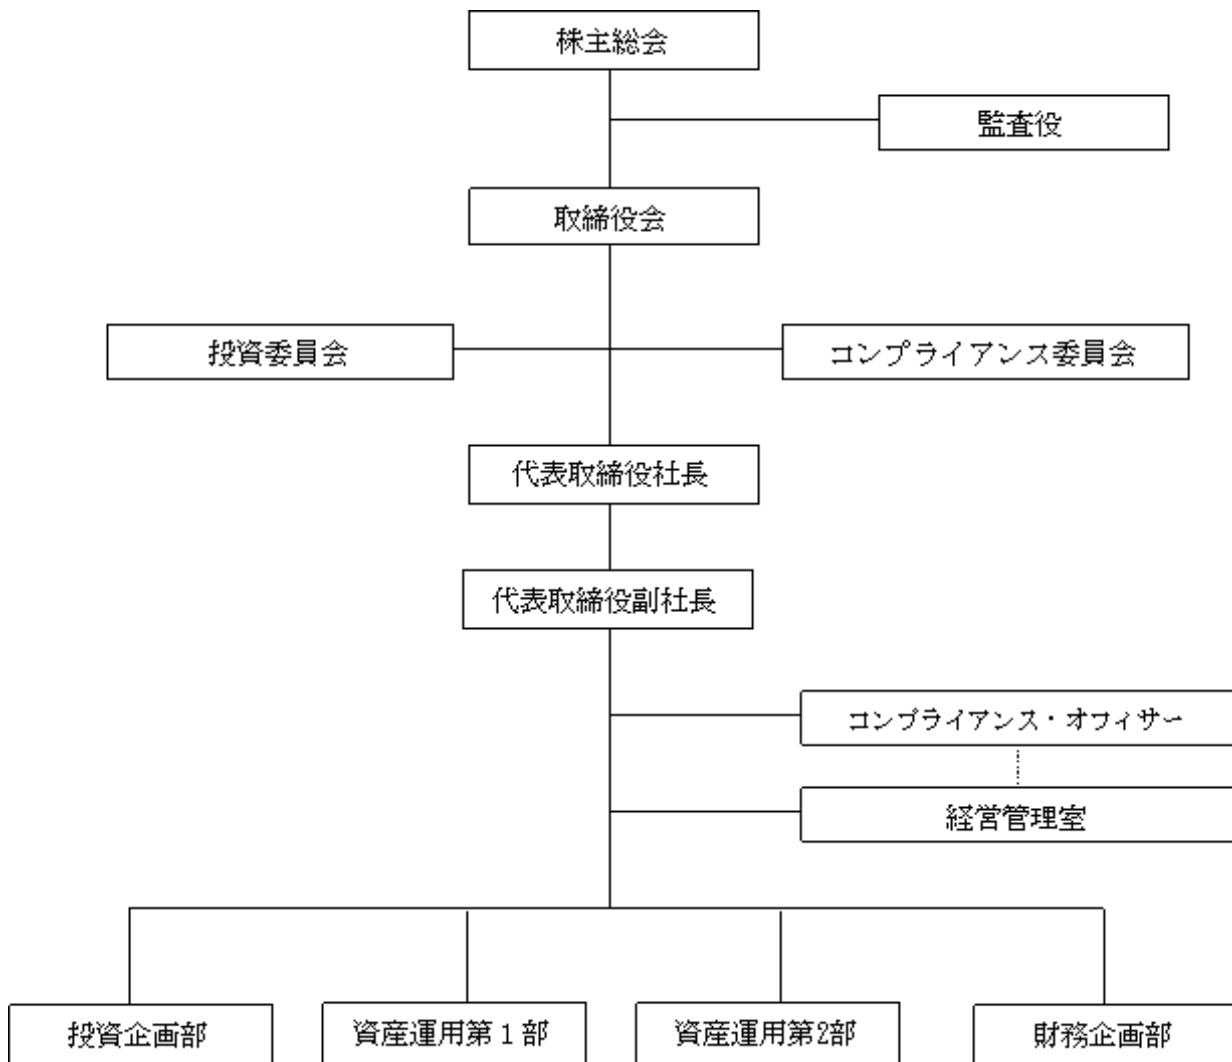 株主総会
監査役
取締役会
投資委員会
コンプライアンス委員会
代表取締役社長
代表取締役副社長
コンプライアンス・オフィサー
経営管理室
投資企画部
資産運用第１部
資産運用第2部
財務企画部